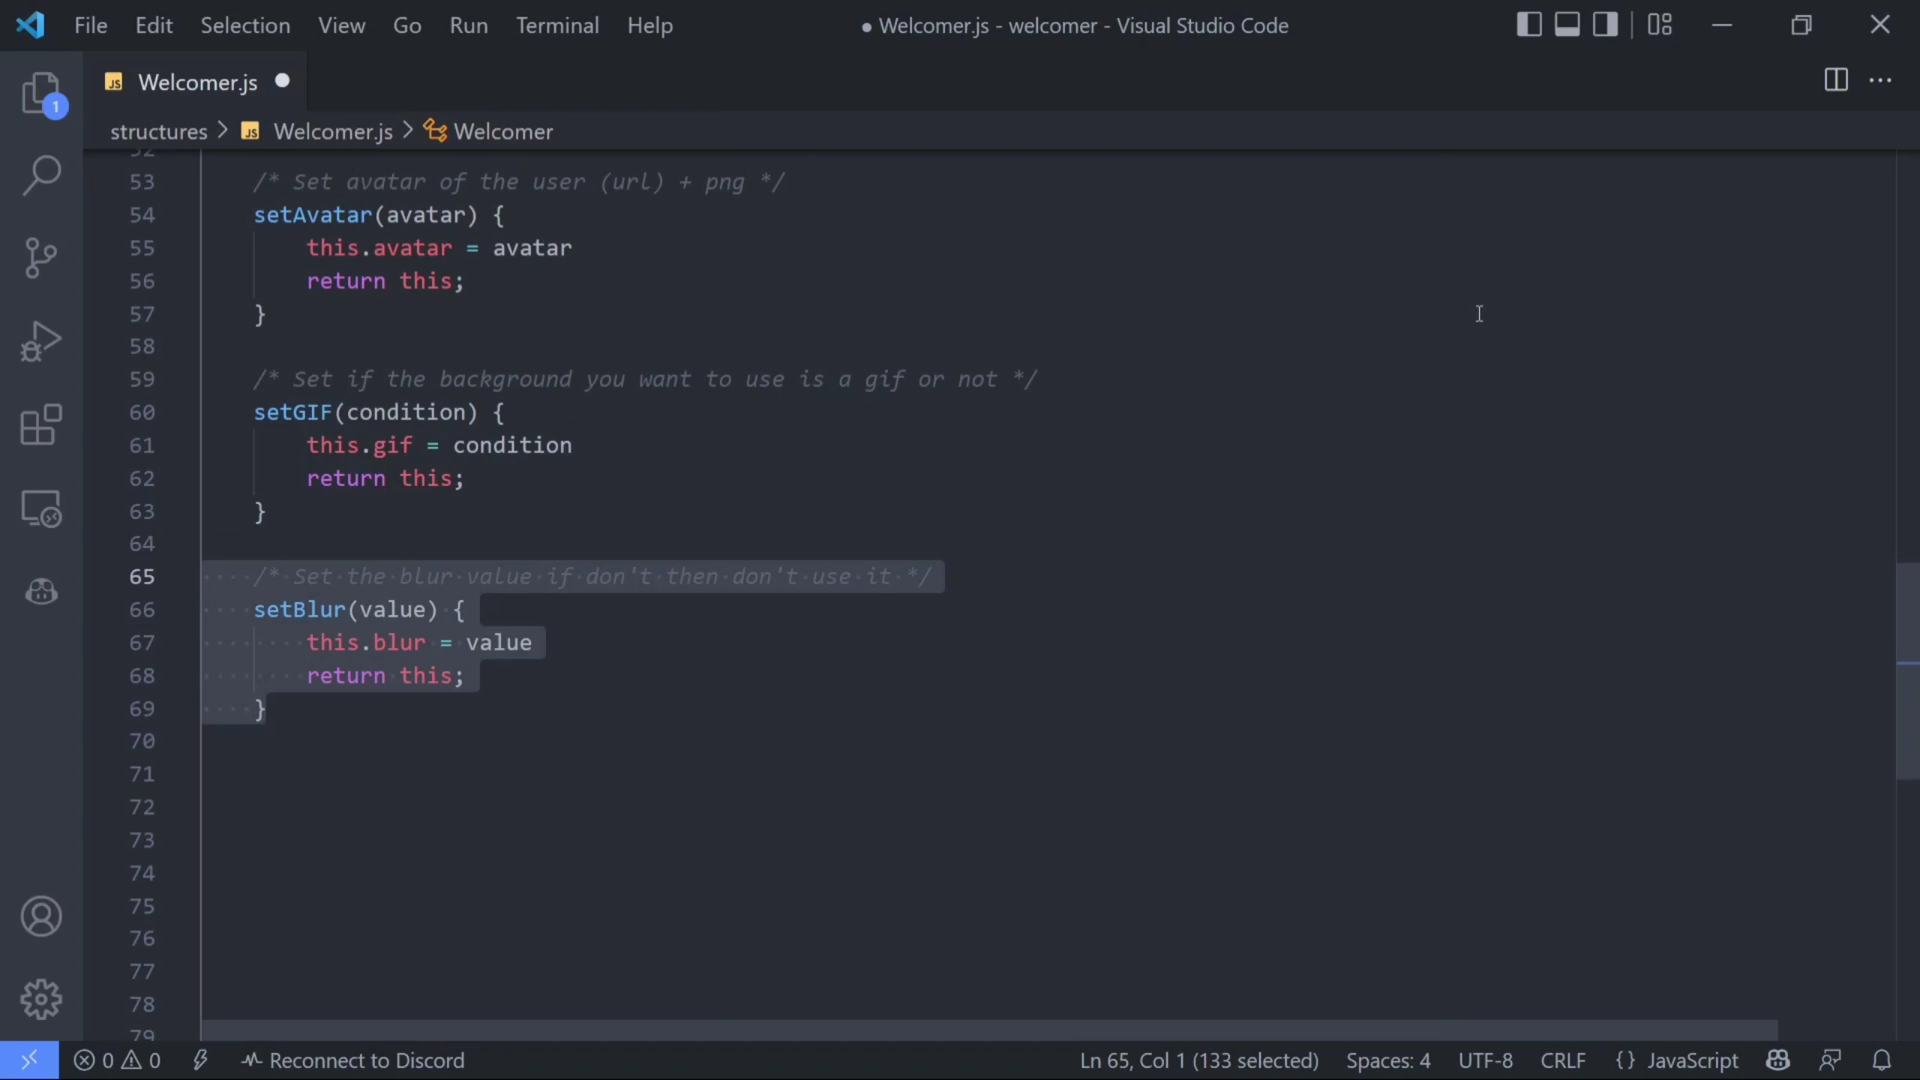 File Edit Selection View Go Run Terminal Help ● Welcomer.js - welcomer - Visual Studio Code
JS Welcomer.js ●
1
structures > JS Welcomer.js > Welcomer
52
53 /* Set avatar of the user (url) + png */
54 setAvatar(avatar) {
55 this.avatar = avatar
56 return this;
57 }
58
59 /* Set if the background you want to use is a gif or not */
60 setGIF(condition) {
61 this.gif = condition
62 return this;
63 }
64
65 /* Set the blur value if don't then don't use it */
66 setBlur(value) {
67 this.blur = value
68 return this;
69 }
70
71
72
73
74
75
76
77
78
79
0 0 Reconnect to Discord Ln 65, Col 1 (133 selected) Spaces: 4 UTF-8 CRLF {} JavaScript